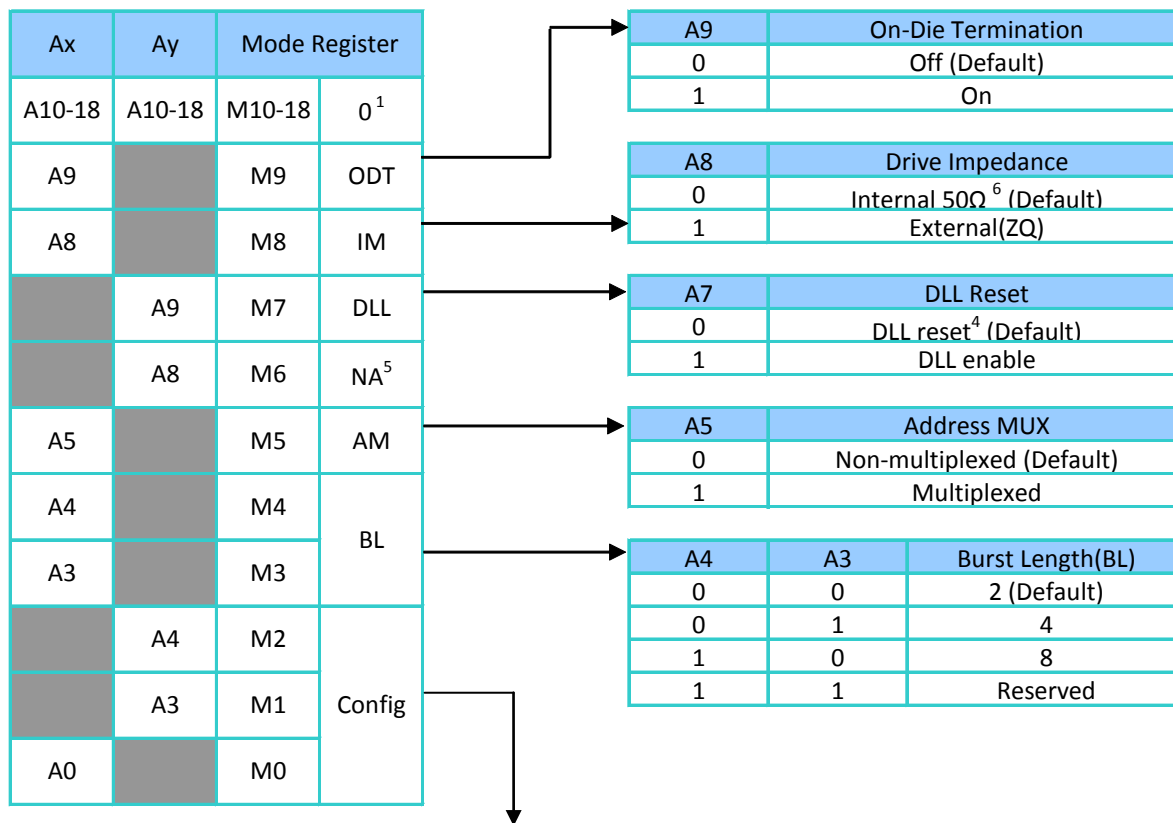 Ax Ay Mode Register
A10-18 A10-18 M10-18 0¹
A9 M9 ODT
A8 M8 IM
A9 M7 DLL
A8 M6 NA⁵
A5 M5 AM
A4 M4
BL
A3 M3
A4 M2
A3 M1 Config
A0 M0
A9 On-Die Termination
0 Off (Default)
1 On
A8 Drive Impedance
0 Internal 50Ω ⁶ (Default)
1 External(ZQ)
A7 DLL Reset
0 DLL reset⁴ (Default)
1 DLL enable
A5 Address MUX
0 Non-multiplexed (Default)
1 Multiplexed
A4 A3 Burst Length(BL)
0 0 2 (Default)
0 1 4
1 0 8
1 1 Reserved